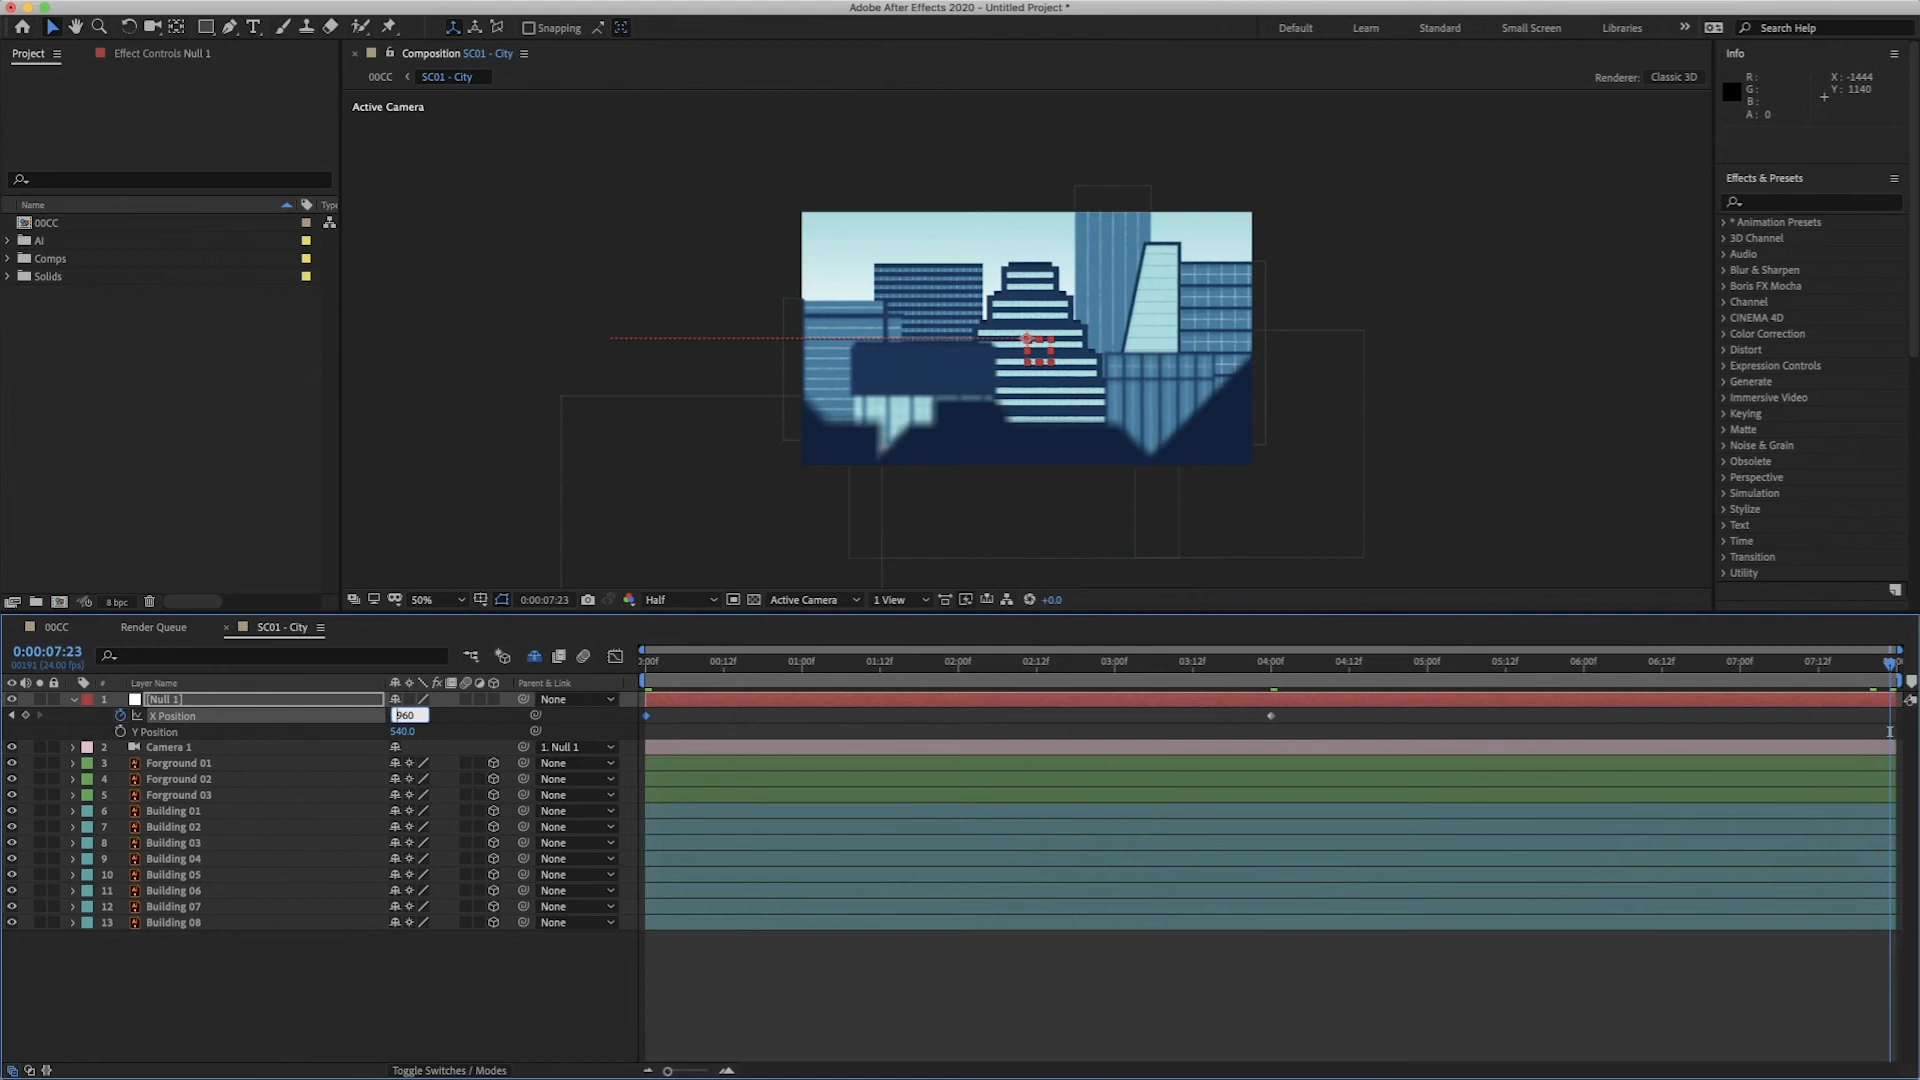 Adobe After Effects 2020 - Untitled Project *
Snapping
Default
Learn
Standard
Small Screen
Libraries
Search Help
Project
Effect Controls Null 1
Composition SC01 - City
00CC
SC01 - City
Renderer: Classic 3D
Active Camera
Info
R:
G:
B:
A: 0
X: -1444
Y: 1140
Name
Type
00CC
AI
Comps
Solids
Effects & Presets
* Animation Presets
3D Channel
Audio
Blur & Sharpen
Boris FX Mocha
Channel
CINEMA 4D
Color Correction
Distort
Expression Controls
Generate
Immersive Video
Keying
Matte
Noise & Grain
Obsolete
Perspective
Simulation
Stylize
Text
Time
Transition
Utility
8 bpc
50%
0:00:07:23
Half
Active Camera
1 View
+0.0
00CC
Render Queue
SC01 - City
0:00:07:23
00191 (24.00 fps)
:00f 00:12f 01:00f 01:12f 02:00f 02:12f 03:00f 03:12f 04:00f 04:12f 05:00f 05:12f 06:00f 06:12f 07:00f 07:12f
# Layer Name
fx
Parent & Link
1 [Null 1] None
X Position 960
Y Position 540.0
2 Camera 1 1. Null 1
3 Forground 01 None
4 Forground 02 None
5 Forground 03 None
6 Building 01 None
7 Building 02 None
8 Building 03 None
9 Building 04 None
10 Building 05 None
11 Building 06 None
12 Building 07 None
13 Building 08 None
Toggle Switches / Modes